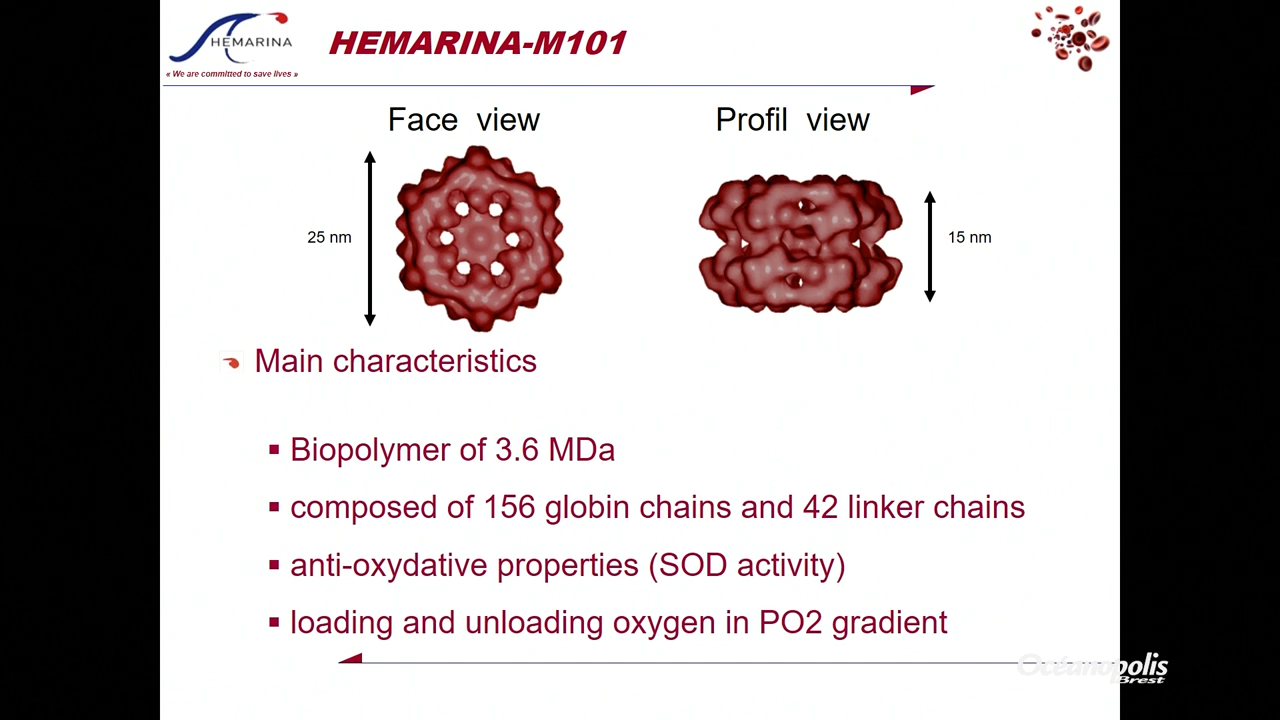 HEMARINA
« We are committed to save lives »
HEMARINA-M101
Face view
Profil view
25 nm
15 nm
Main characteristics
Biopolymer of 3.6 MDa
composed of 156 globin chains and 42 linker chains
anti-oxydative properties (SOD activity)
loading and unloading oxygen in PO2 gradient
Océanopolis
Brest